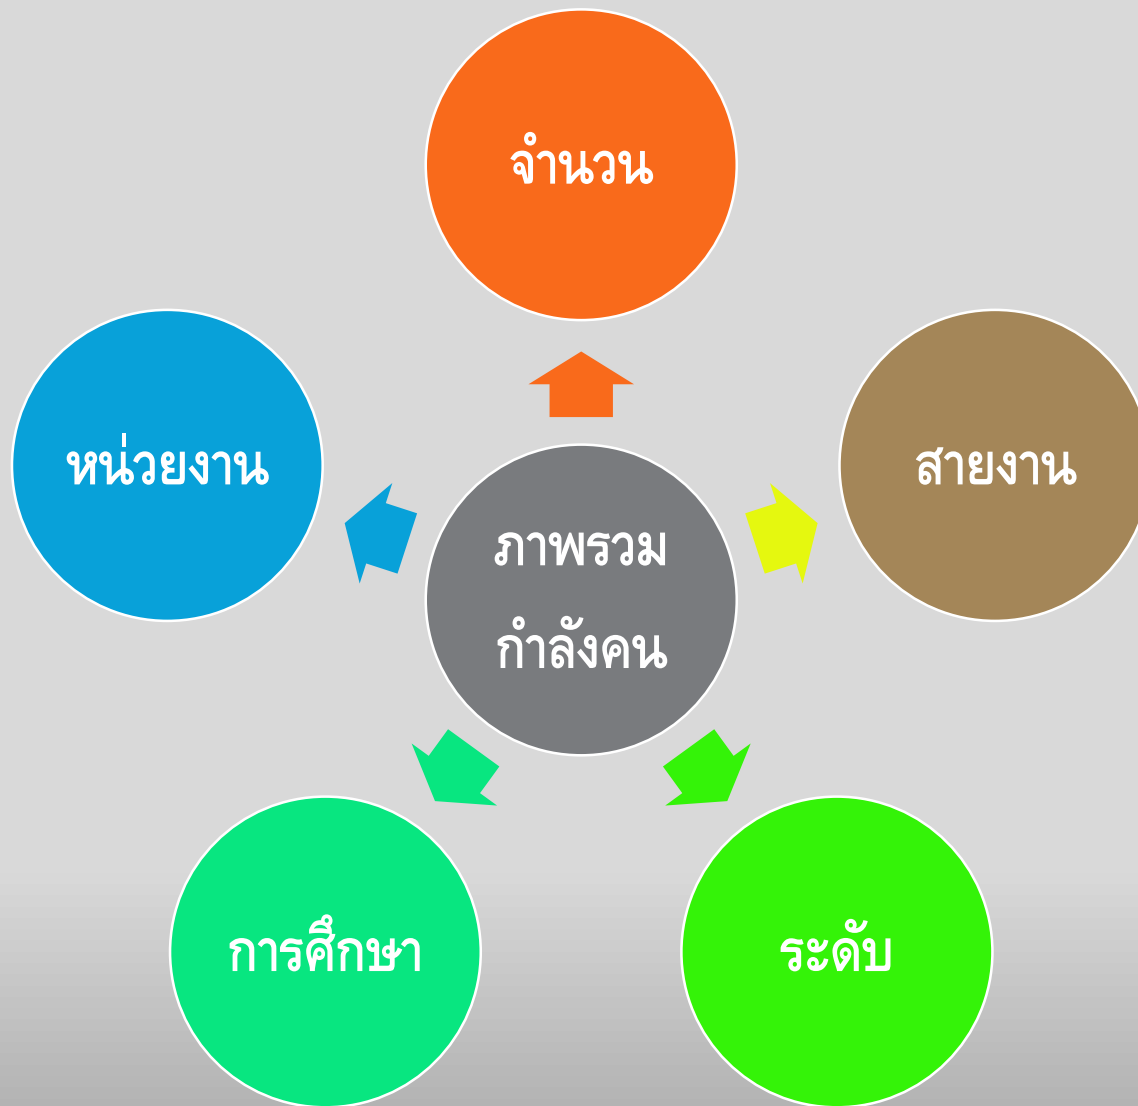 จำนวน
หน่วยงาน
สายงาน
ภาพรวม
กำลังคน
การศึกษา
ระดับ